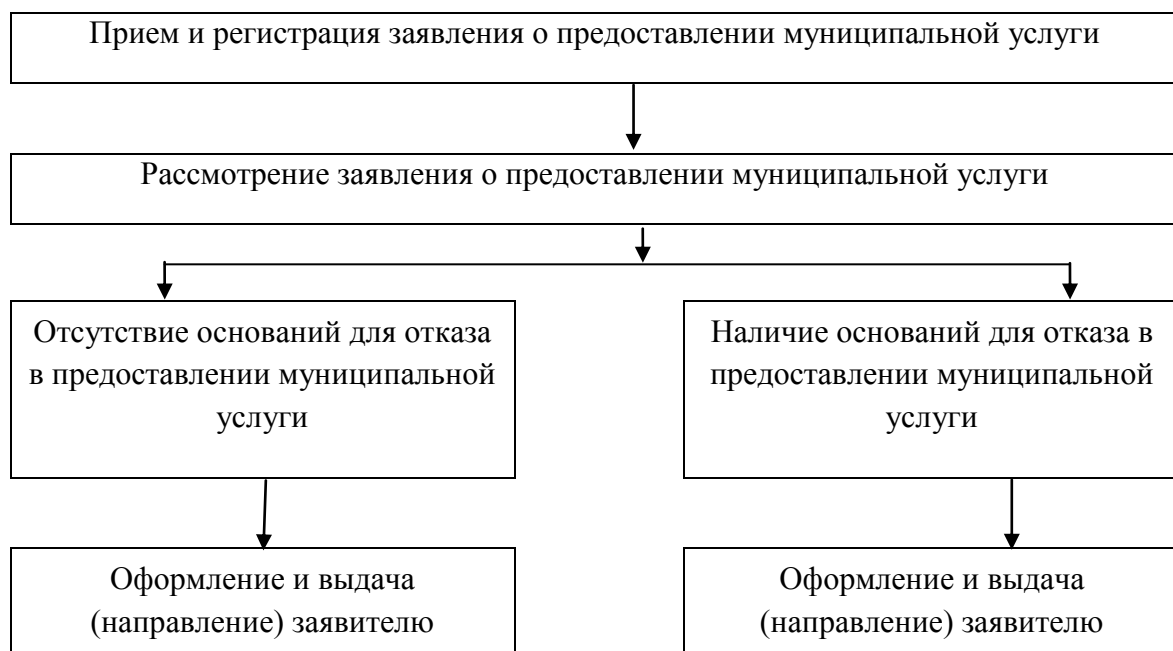 Прием и регистрация заявления о предоставлении муниципальной услуги
Рассмотрение заявления о предоставлении муниципальной услуги
Отсутствие оснований для отказа
в предоставлении муниципальной
услуги
Наличие оснований для отказа в
предоставлении муниципальной
услуги
Оформление и выдача
(направление) заявителю
Оформление и выдача
(направление) заявителю